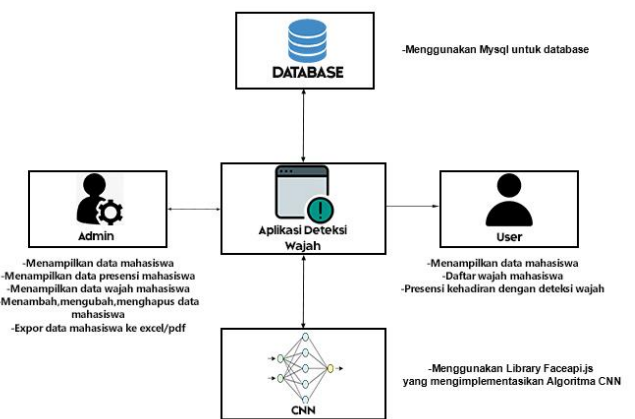 DATABASE
-Menggunakan Mysql untuk database
Admin
Aplikasi Deteksi
Wajah
User
-Menampilkan data mahasiswa
-Menampilkan data presensi mahasiswa
-Menampilkan data wajah mahasiswa
-Menambah,mengubah,menghapus data
mahasiswa
-Expor data mahasiswa ke excel/pdf
-Menampilkan data mahasiswa
-Daftar wajah mahasiswa
-Presensi kehadiran dengan deteksi wajah
CNN
-Menggunakan Library Faceapi.js
yang mengimplementasikan Algoritma CNN